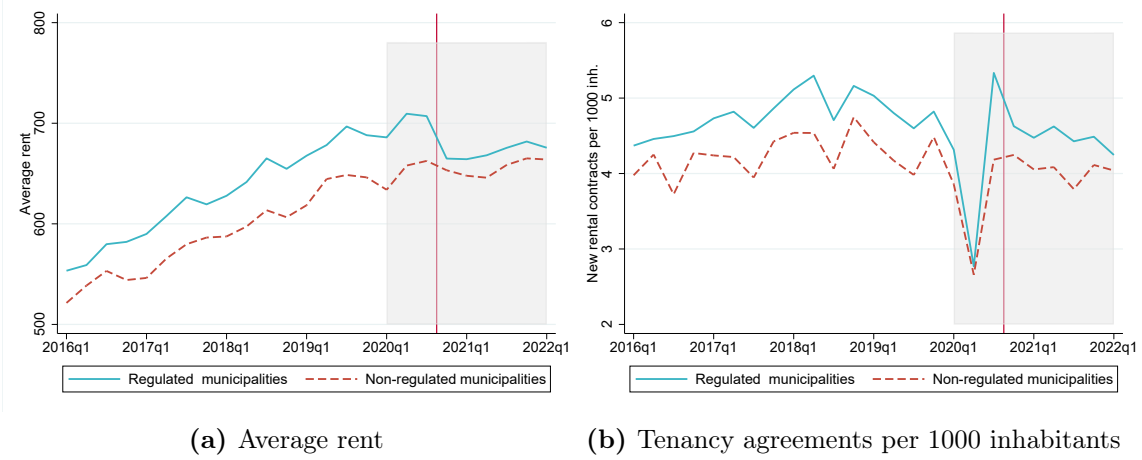 Average rent
800
700
600
500
2016q1 2017q1 2018q1 2019q1 2020q1 2021q1 2022q1
Regulated municipalities Non-regulated municipalities
(a) Average rent
New rental contracts per 1000 inh.
6
5
4
3
2
2016q1 2017q1 2018q1 2019q1 2020q1 2021q1 2022q1
Regulated municipalities Non-regulated municipalities
(b) Tenancy agreements per 1000 inhabitants